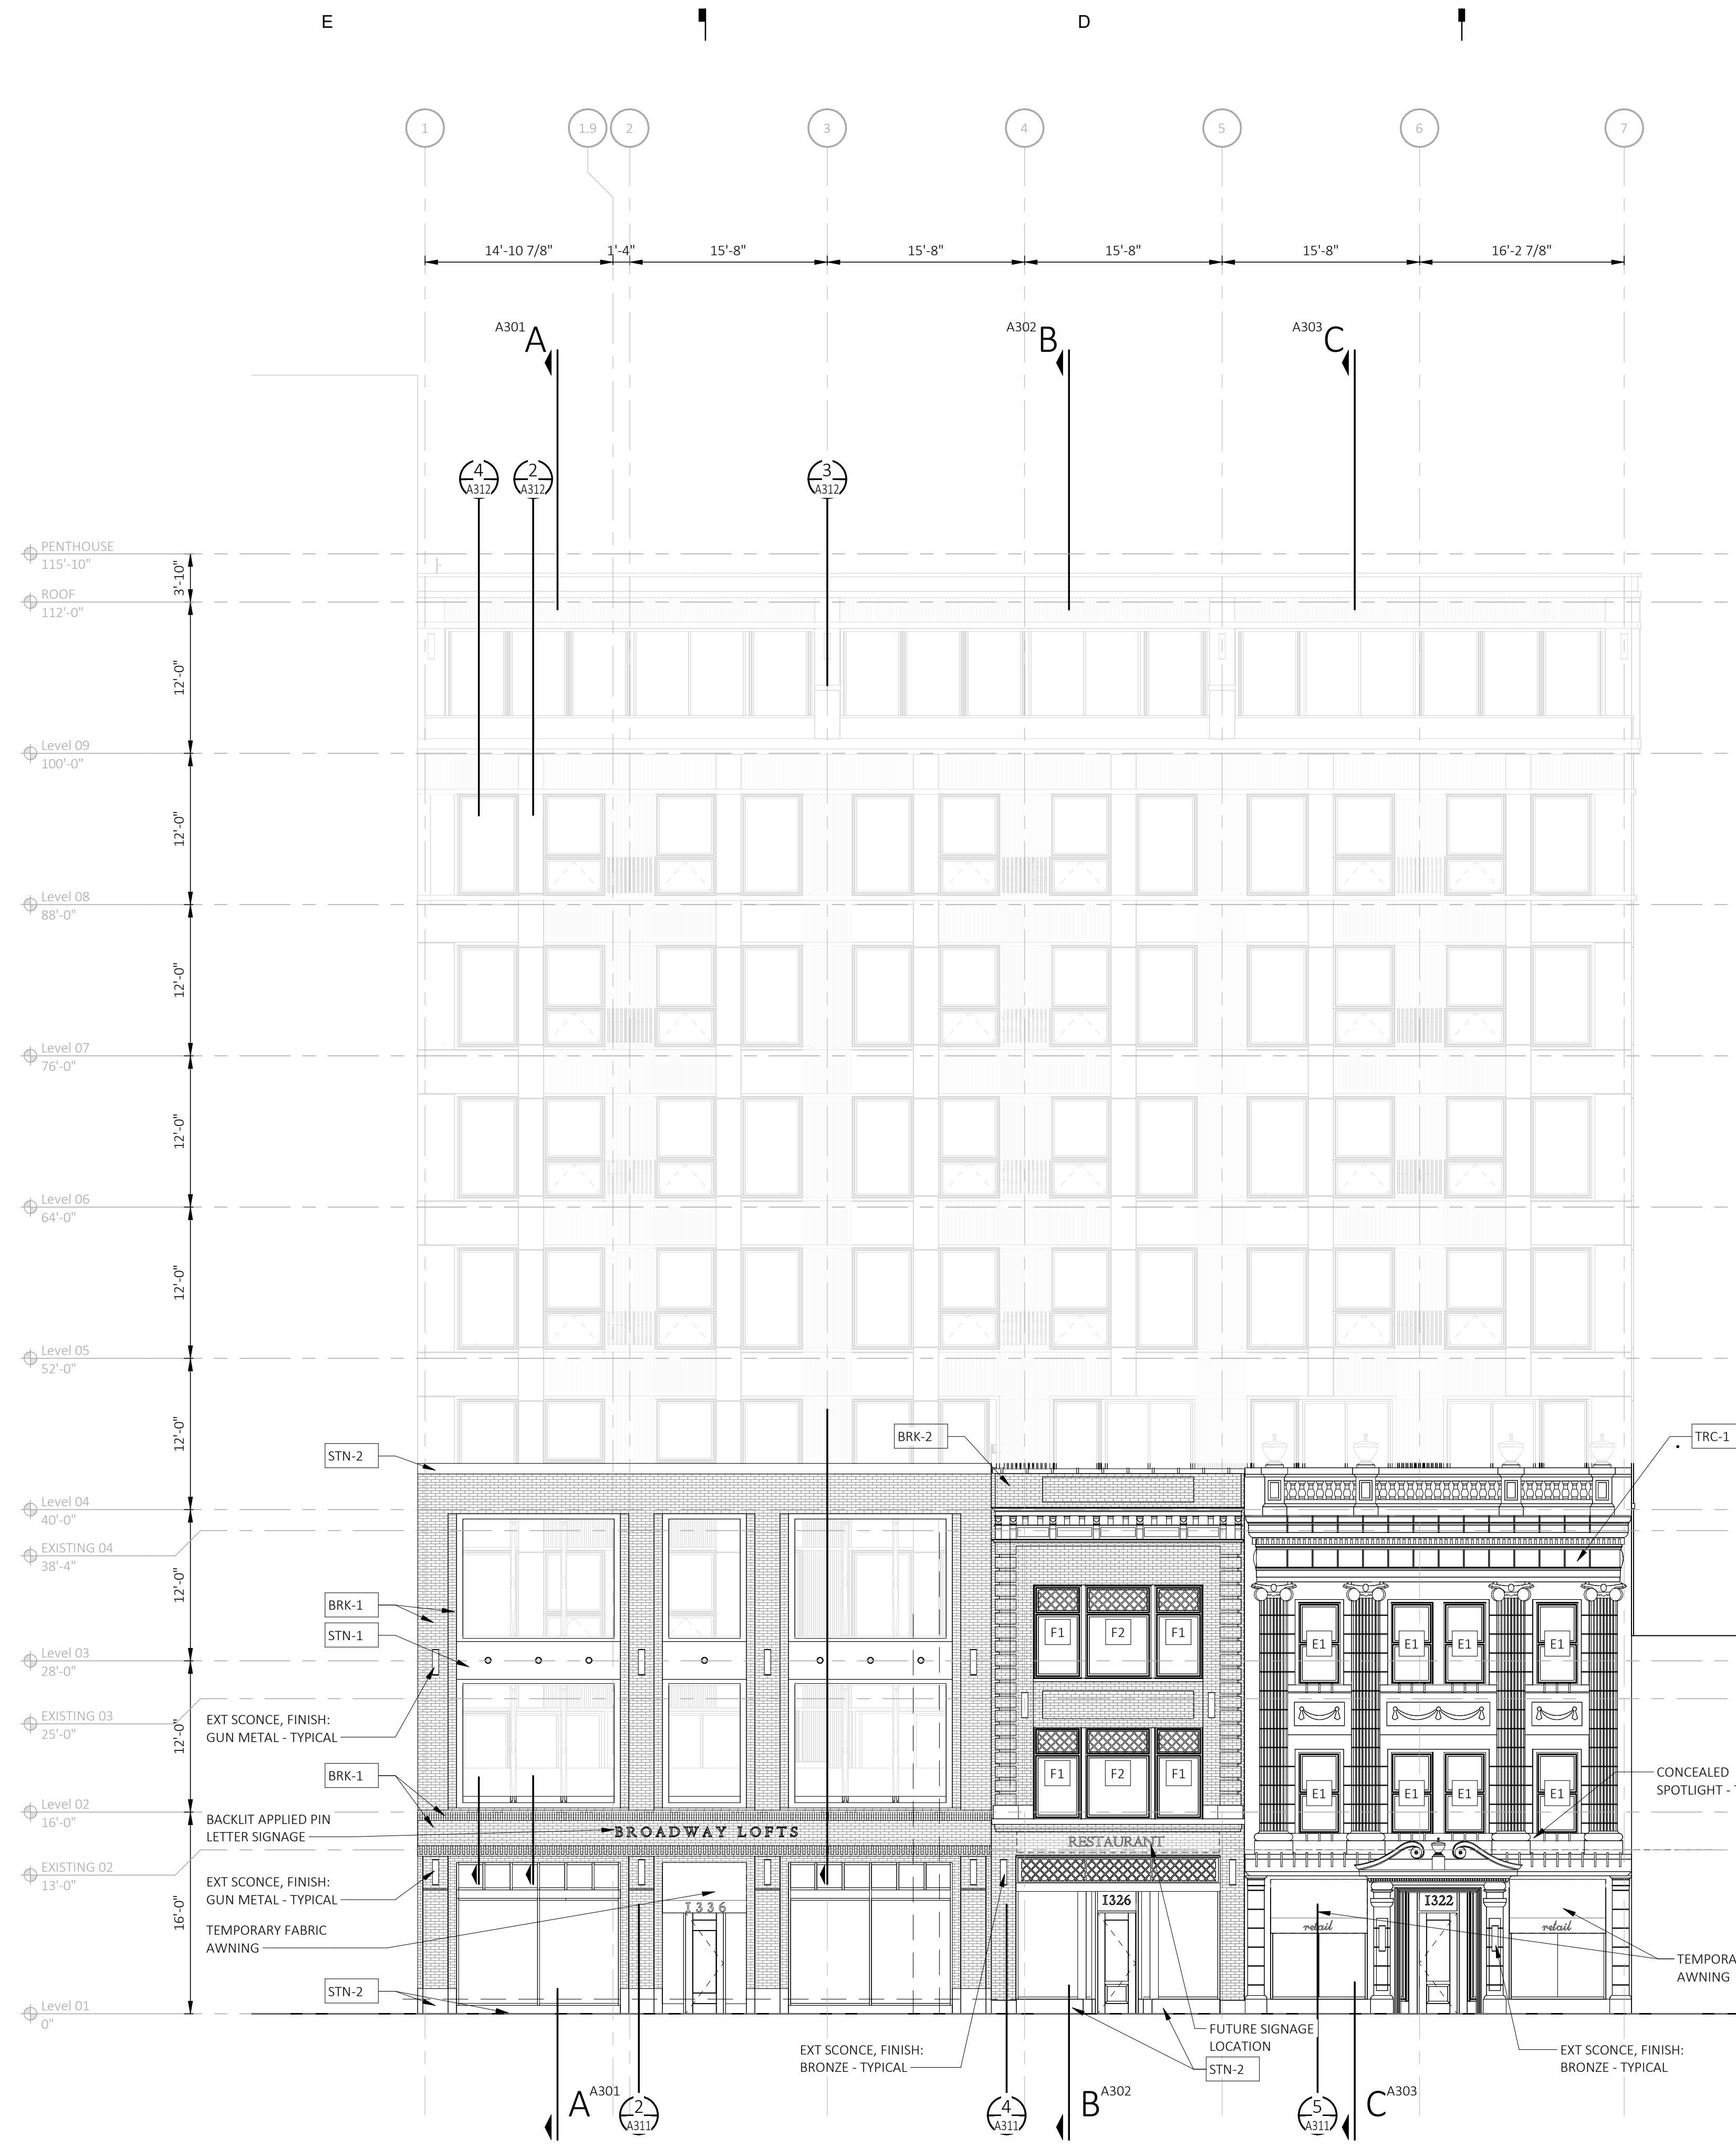 E
D
1
1.9
2
3
4
5
6
7
14'-10 7/8"
1'-4"
15'-8"
15'-8"
15'-8"
15'-8"
16'-2 7/8"
A301
A
A302
B
A303
C
4
A312
2
A312
3
A312
PENTHOUSE
115'-10"
3'-10"
ROOF
112'-0"
12'-0"
Level 09
100'-0"
12'-0"
Level 08
88'-0"
12'-0"
Level 07
76'-0"
12'-0"
Level 06
64'-0"
12'-0"
Level 05
52'-0"
12'-0"
STN-2
BRK-2
TRC-1
Level 04
40'-0"
EXISTING 04
38'-4"
12'-0"
BRK-1
STN-1
F1
F2
F1
E1
E1
E1
E1
Level 03
28'-0"
EXISTING 03
25'-0"
12'-0"
EXT SCONCE, FINISH:
GUN METAL - TYPICAL
BRK-1
F1
F2
F1
E1
E1
E1
E1
CONCEALED
SPOTLIGHT -
Level 02
16'-0"
BACKLIT APPLIED PIN
LETTER SIGNAGE
BROADWAY LOFTS
RESTAURANT
EXISTING 02
13'-0"
EXT SCONCE, FINISH:
GUN METAL - TYPICAL
16'-0"
TEMPORARY FABRIC
AWNING
1336
1326
1322
retail
retail
TEMPORA
AWNING
STN-2
Level 01
0"
FUTURE SIGNAGE
LOCATION
STN-2
EXT SCONCE, FINISH:
BRONZE - TYPICAL
EXT SCONCE, FINISH:
BRONZE - TYPICAL
A
A301
2
A311
4
A311
B
A302
5
A311
C
A303